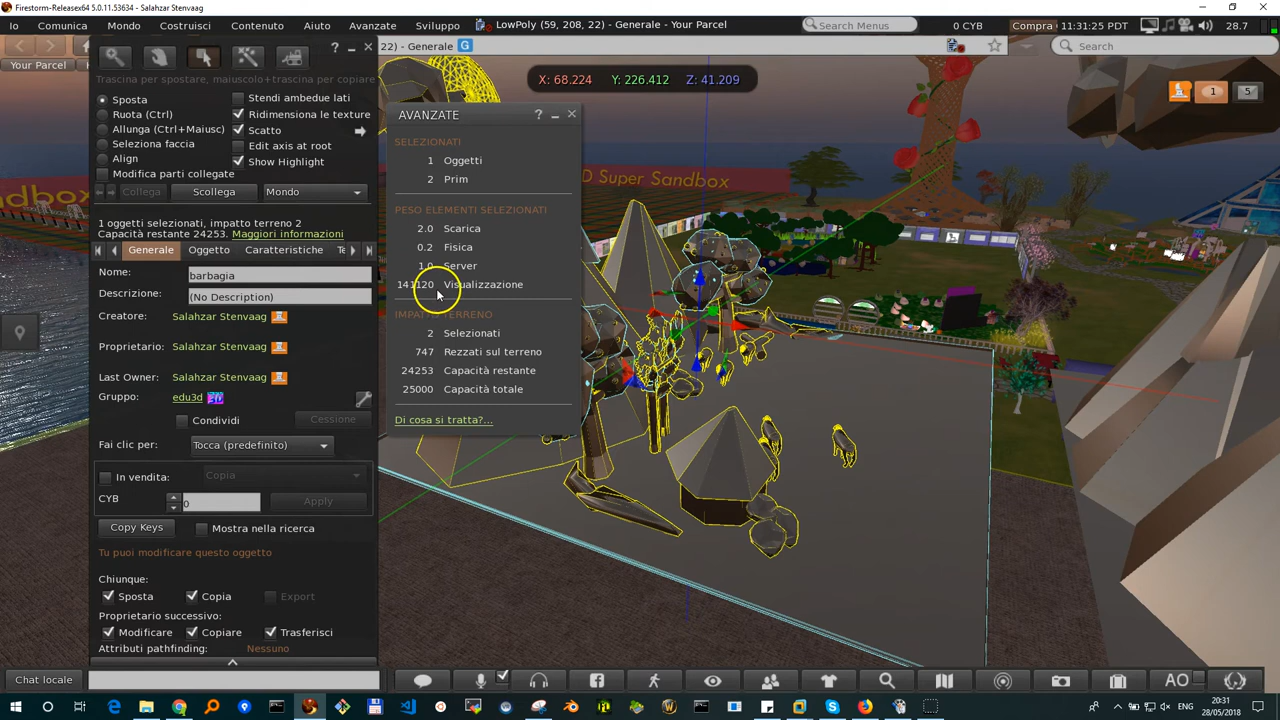 Firestorm-Releasex64 5.0.11.53634 - Salahzar Stenvaag
Io Comunica Mondo Costruisci Contenuto Aiuto Avanzate Sviluppo LowPoly (59, 208, 22) - Generale - Your Parcel Search Menus 0 CYB Compra 11:31:25 PDT 28.7
22) - Generale G Search
Your Parcel
X: 68.224 Y: 226.412 Z: 41.209
1 5
D Super Sandbox
Trascina per spostare, maiuscolo+trascina per copiare
Sposta
Ruota (Ctrl)
Allunga (Ctrl+Maiusc)
Seleziona faccia
Align
Modifica parti collegate
Stendi ambedue lati
Ridimensiona le texture
Scatto
Edit axis at root
Show Highlight
Collega Scollega Mondo
1 oggetti selezionati, impatto terreno 2
Capacità restante 24253. Maggiori informazioni
Generale Oggetto Caratteristiche Te
Nome: barbagia
Descrizione: (No Description)
Creatore: Salahzar Stenvaag
Proprietario: Salahzar Stenvaag
Last Owner: Salahzar Stenvaag
Gruppo: edu3d
Condividi Cessione
Fai clic per: Tocca (predefinito)
In vendita: Copia
CYB 0 Apply
Copy Keys Mostra nella ricerca
Tu puoi modificare questo oggetto
Chiunque:
Sposta Copia Export
Proprietario successivo:
Modificare Copiare Trasferisci
Attributi pathfinding: Nessuno
AVANZATE
SELEZIONATI
1 Oggetti
2 Prim
PESO ELEMENTI SELEZIONATI
2.0 Scarica
0.2 Fisica
1.0 Server
141120 Visualizzazione
IMPATTO TERRENO
2 Selezionati
747 Rezzati sul terreno
24253 Capacità restante
25000 Capacità totale
Di cosa si tratta?...
Chat locale AO
ENG 20:31
28/05/2018